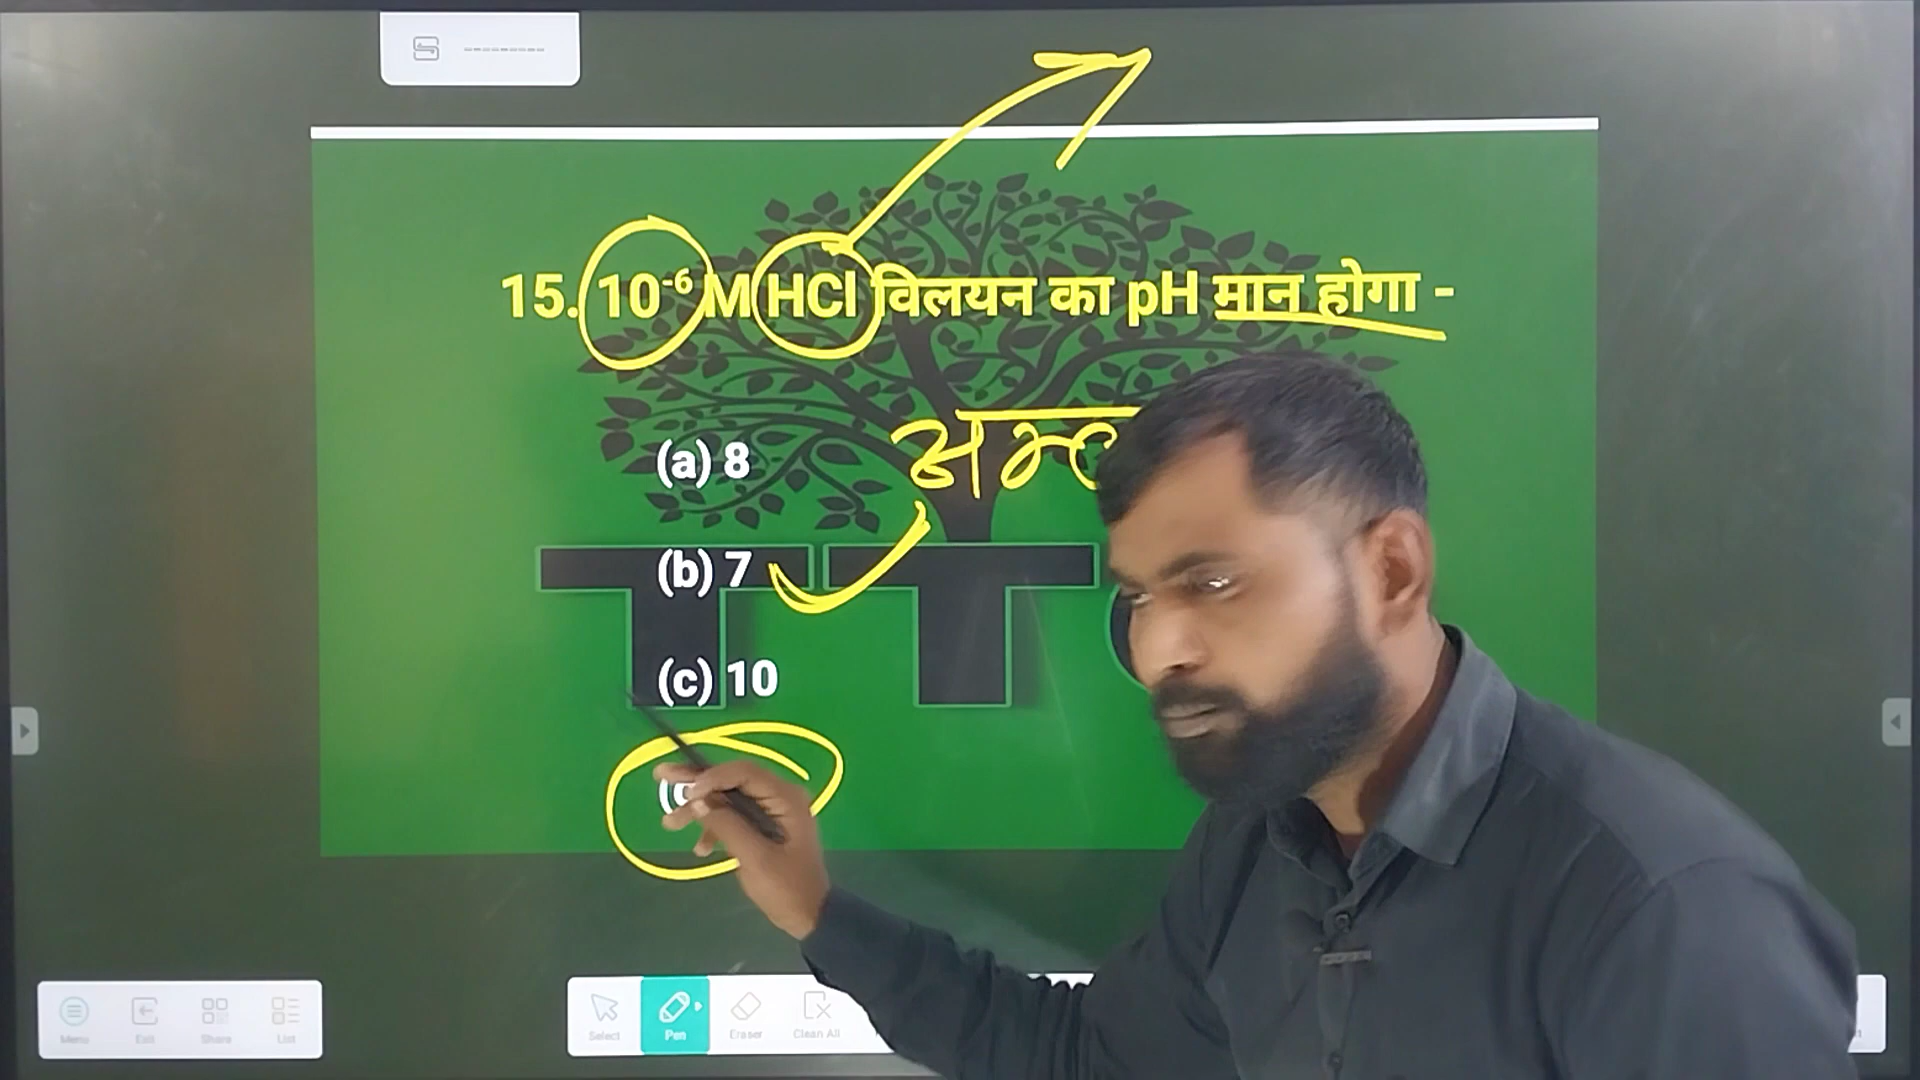 15. 10⁻⁶ M HCl विलयन का pH मान होगा -
(a) 8
(b) 7
(c) 10
Menu
Exit
Share
List
Select
Pen
Eraser
Clean All